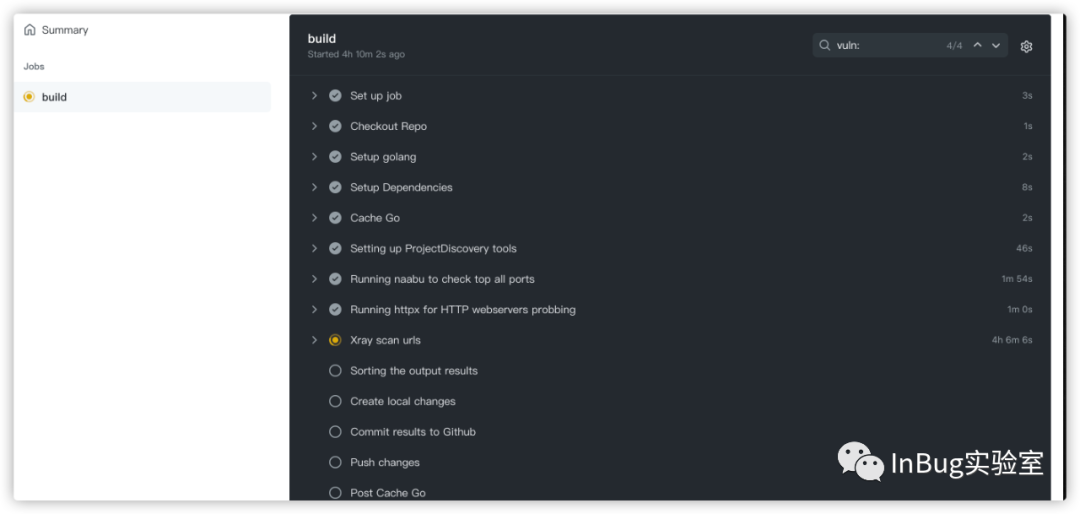 Summary
Jobs
build
build
Started 4h 10m 2s ago
vuln:
4/4
Set up job 3s
Checkout Repo 1s
Setup golang 2s
Setup Dependencies 8s
Cache Go 2s
Setting up ProjectDiscovery tools 46s
Running naabu to check top all ports 1m 54s
Running httpx for HTTP webservers probbing 1m 0s
Xray scan urls 4h 6m 6s
Sorting the output results
Create local changes
Commit results to Github
Push changes
Post Cache Go
InBug实验室